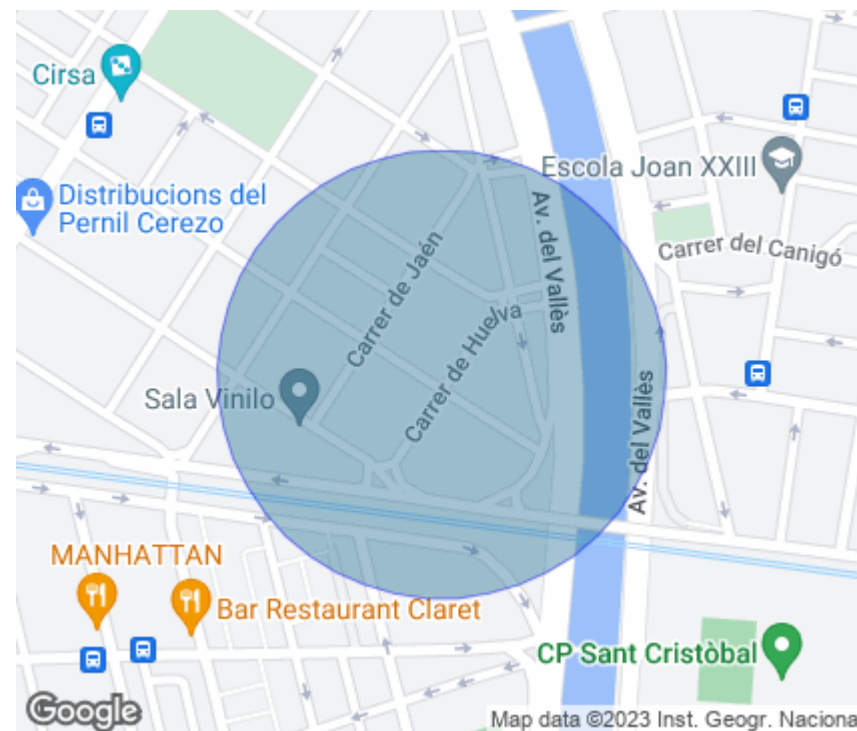 Cirsa
Distribucions del
Pernil Cerezo
Escola Joan XXIII
Av. del Vallès
Carrer del Canigó
Carrer de Jaén
Carrer de Huelva
Sala Vinilo
Av. del Vallès
MANHATTAN
Bar Restaurant Claret
CP Sant Cristòbal
Google
Map data ©2023 Inst. Geogr. Naciona